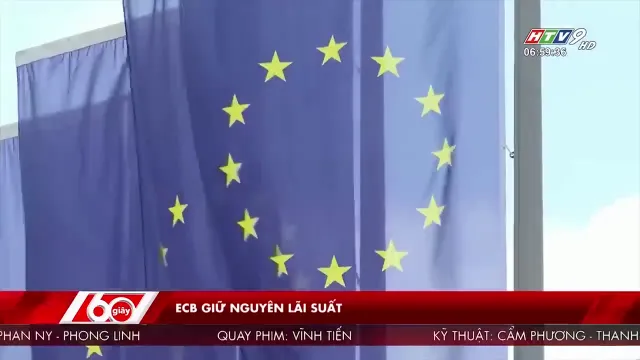 HTV9 HD
06:59:36
60 giây
ECB GIỮ NGUYÊN LÃI SUẤT
PHAN NY - PHONG LINH QUAY PHIM: VĨNH TIẾN KỸ THUẬT: CẨM PHƯƠNG - THANH